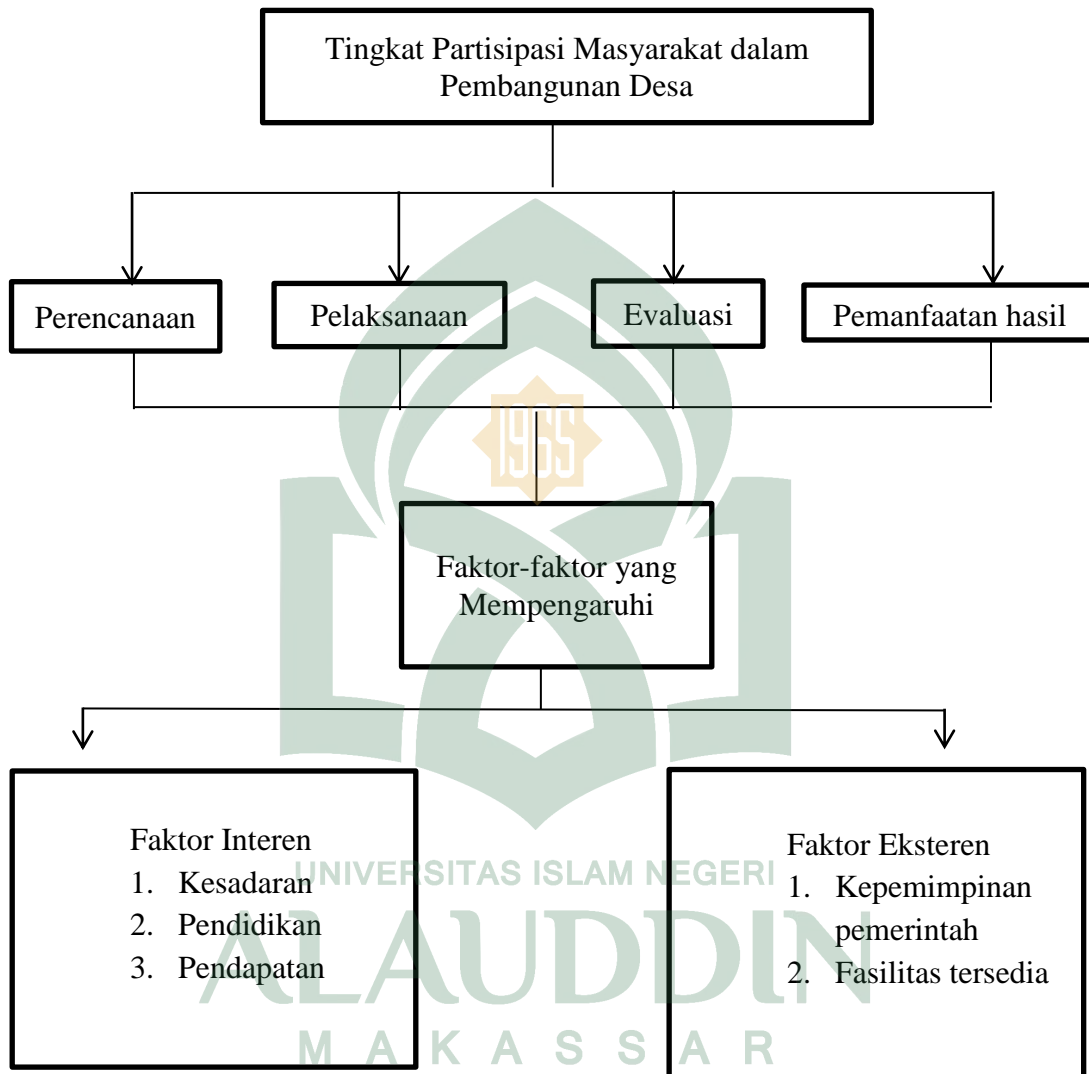 Tingkat Partisipasi Masyarakat dalam
Pembangunan Desa
Perencanaan
Pelaksanaan
Evaluasi
Pemanfaatan hasil
1965
Faktor-faktor yang
Mempengaruhi
Faktor Interen
1. Kesadaran
2. Pendidikan
3. Pendapatan
Faktor Eksteren
1. Kepemimpinan
pemerintah
2. Fasilitas tersedia
UNIVERSITAS ISLAM NEGERI
ALAUDDIN
MAKASSAR